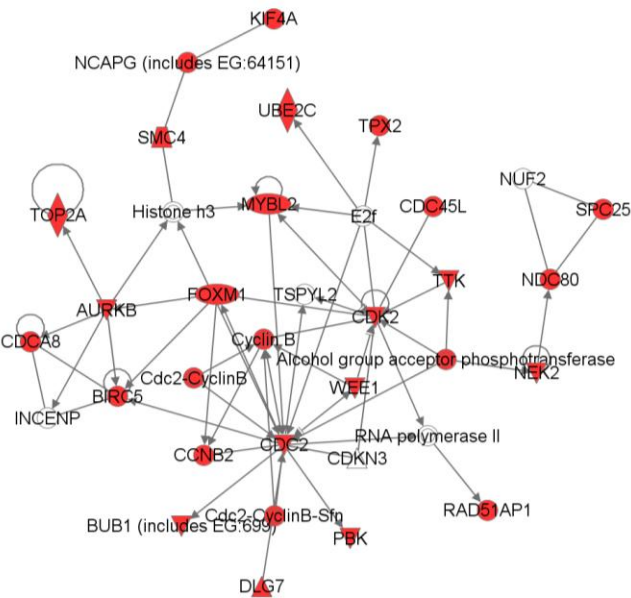 KIF4A
NCAPG (includes EG:64151)
UBE2C
TPX2
SMC4
NUF2
TOP2A
Histone h3
MYBL2
E2f
CDC45L
SPC25
AURKB
FOXM1
TSPYL2
TTK
NDC80
CDK2
CDCA8
Cyclin B
Alcohol group acceptor phosphotransferase
Cdc2-CyclinB
WEE1
NEK2
BIRC5
INCENP
CCNB2
CDC2
RNA polymerase II
CDKN3
Cdc2-CyclinB-Sfn
RAD51AP1
BUB1 (includes EG:699)
PBK
DLG7